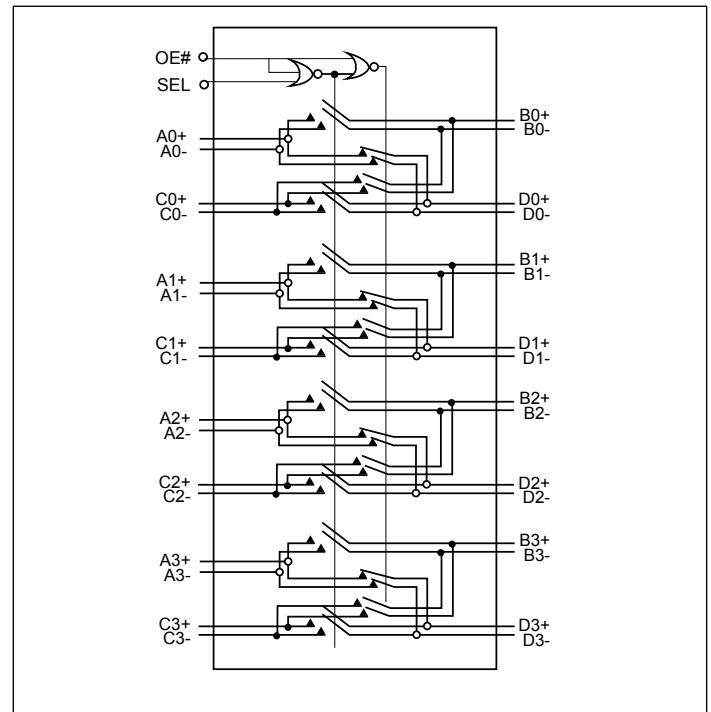 OE#
SEL
B0+
B0-
A0+
A0-
C0+
C0-
D0+
D0-
B1+
B1-
A1+
A1-
C1+
C1-
D1+
D1-
B2+
B2-
A2+
A2-
C2+
C2-
D2+
D2-
B3+
B3-
A3+
A3-
C3+
C3-
D3+
D3-